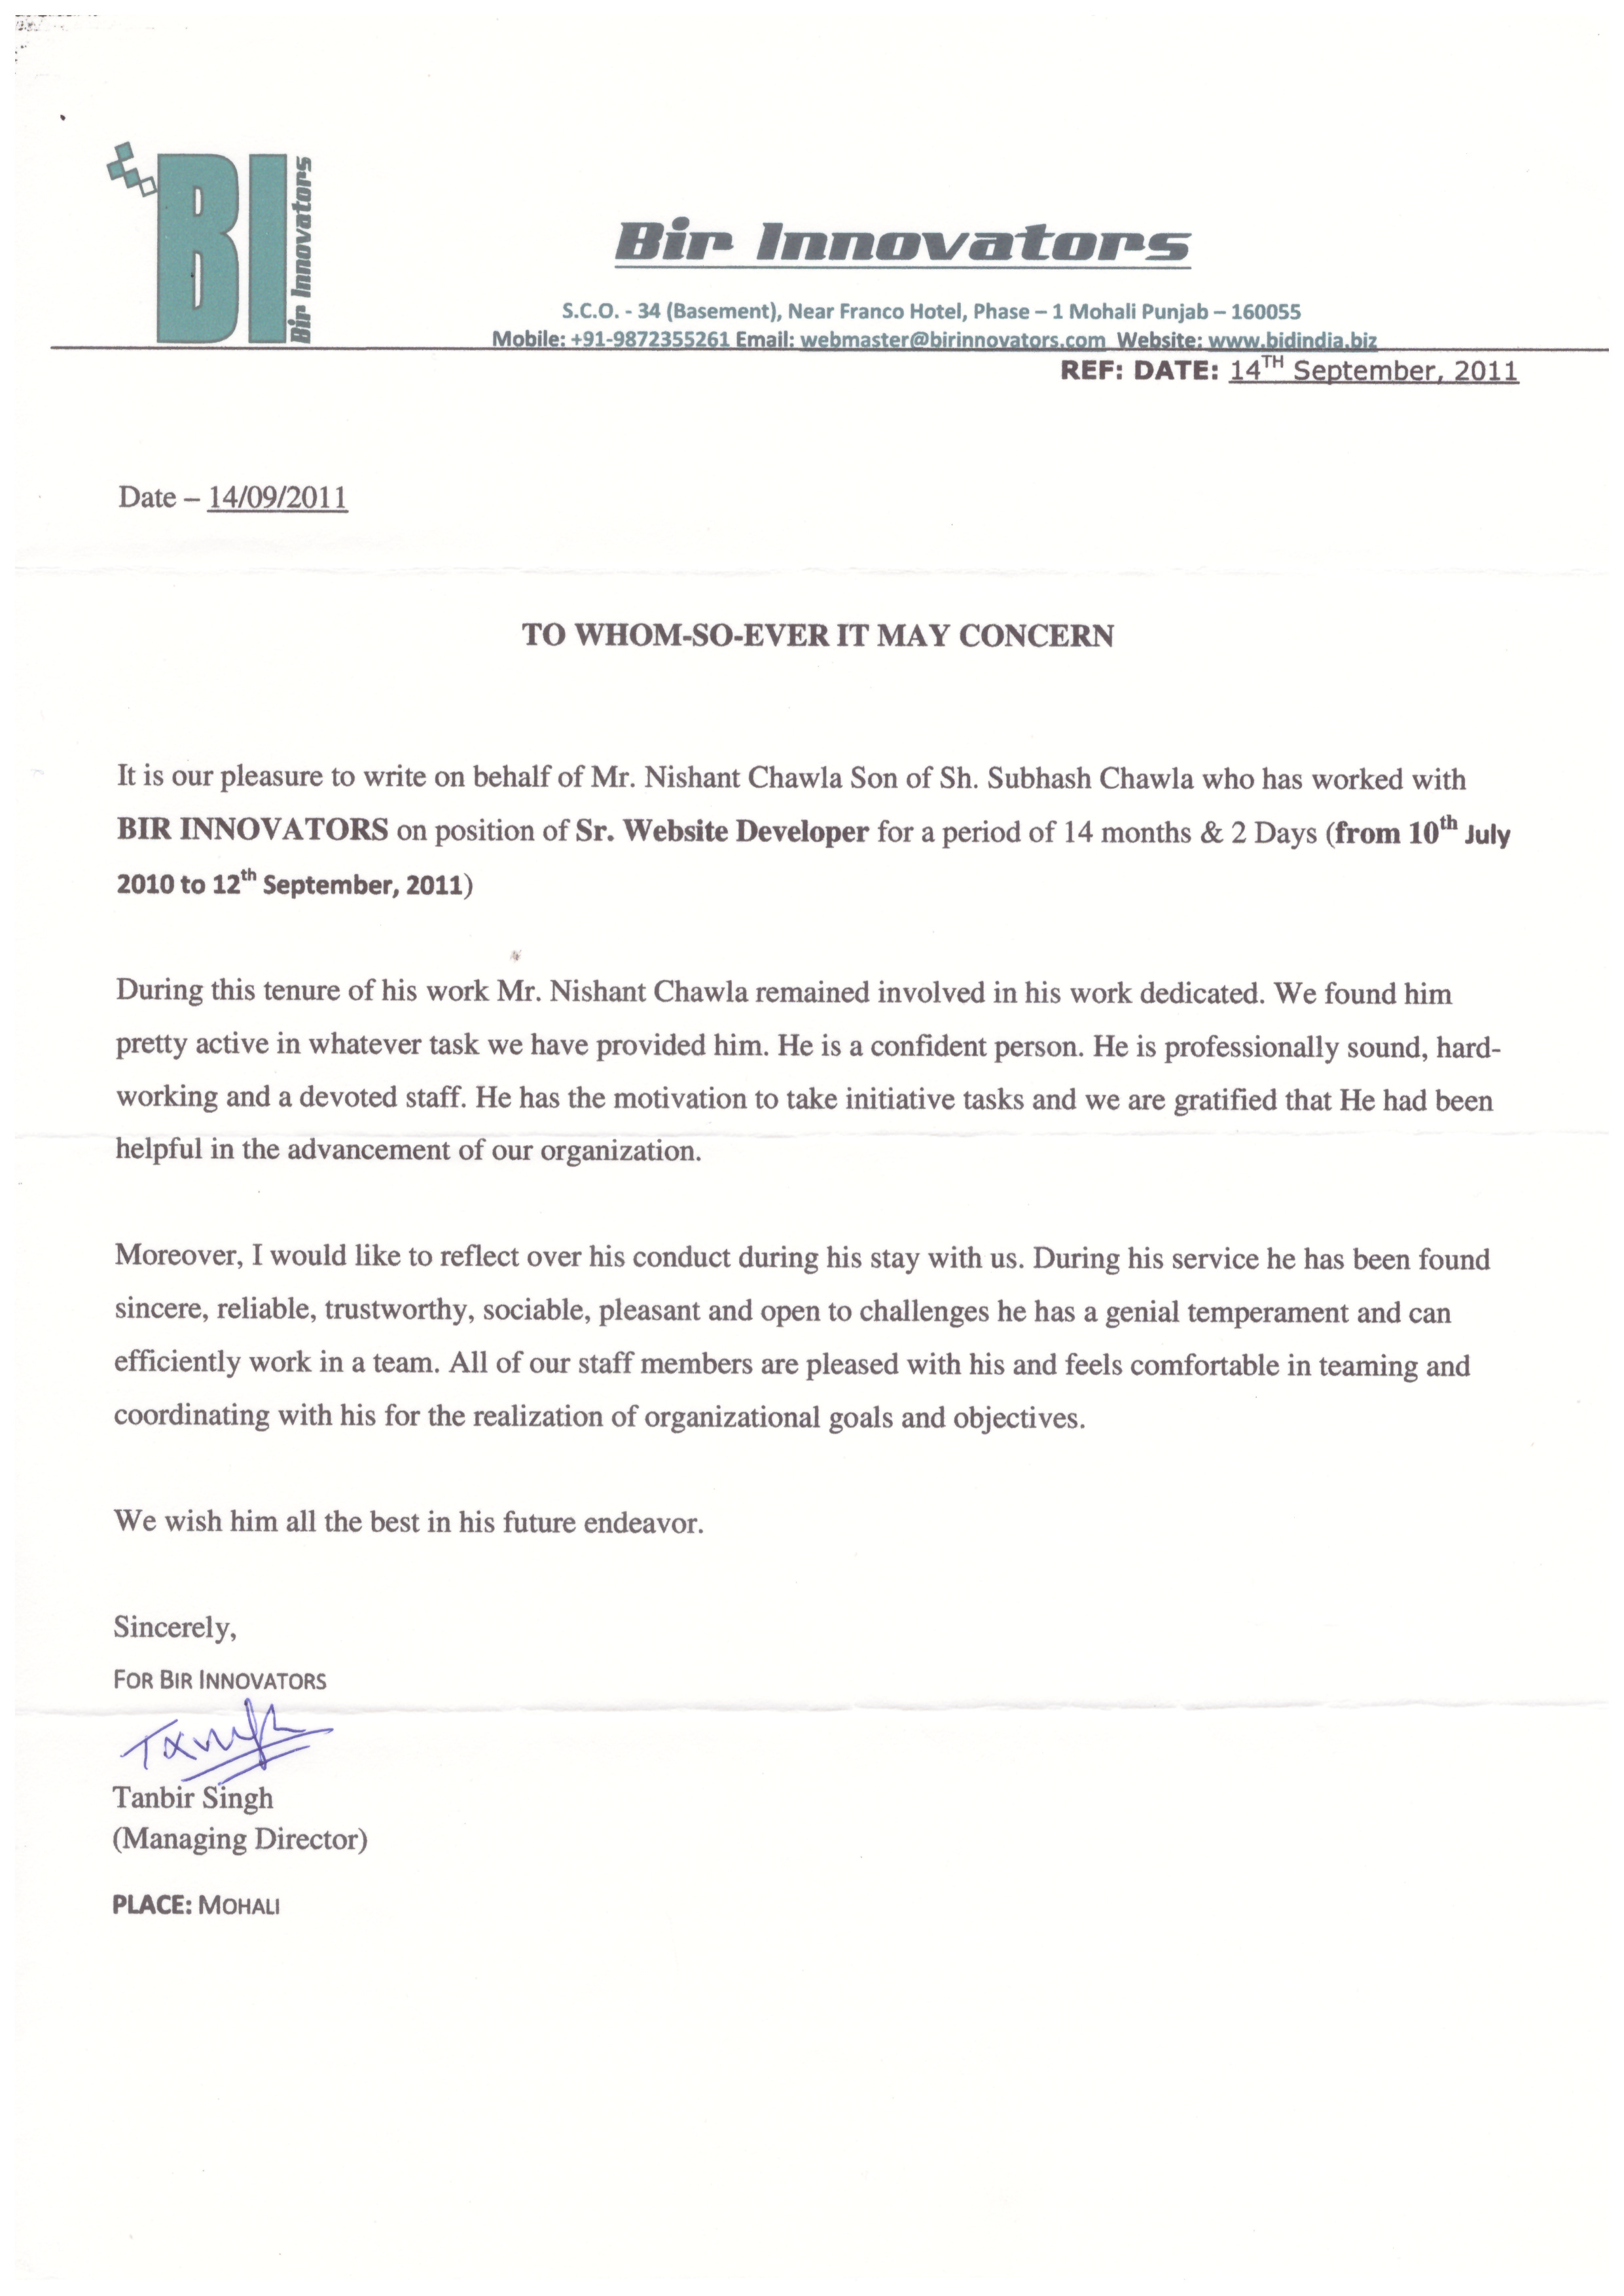 BI
Bir Innovators
Bir Innovators
S.C.O. - 34 (Basement), Near Franco Hotel, Phase – 1 Mohali Punjab – 160055
Mobile: +91-9872355261 Email: webmaster@birinnovators.com Website: www.bidindia.biz
REF: DATE: 14TH September, 2011
Date – 14/09/2011
TO WHOM-SO-EVER IT MAY CONCERN
It is our pleasure to write on behalf of Mr. Nishant Chawla Son of Sh. Subhash Chawla who has worked with
BIR INNOVATORS on position of Sr. Website Developer for a period of 14 months & 2 Days (from 10th July
2010 to 12th September, 2011)
During this tenure of his work Mr. Nishant Chawla remained involved in his work dedicated. We found him
pretty active in whatever task we have provided him. He is a confident person. He is professionally sound, hard-
working and a devoted staff. He has the motivation to take initiative tasks and we are gratified that He had been
helpful in the advancement of our organization.
Moreover, I would like to reflect over his conduct during his stay with us. During his service he has been found
sincere, reliable, trustworthy, sociable, pleasant and open to challenges he has a genial temperament and can
efficiently work in a team. All of our staff members are pleased with his and feels comfortable in teaming and
coordinating with his for the realization of organizational goals and objectives.
We wish him all the best in his future endeavor.
Sincerely,
FOR BIR INNOVATORS
Tanbir Singh
(Managing Director)
PLACE: MOHALI